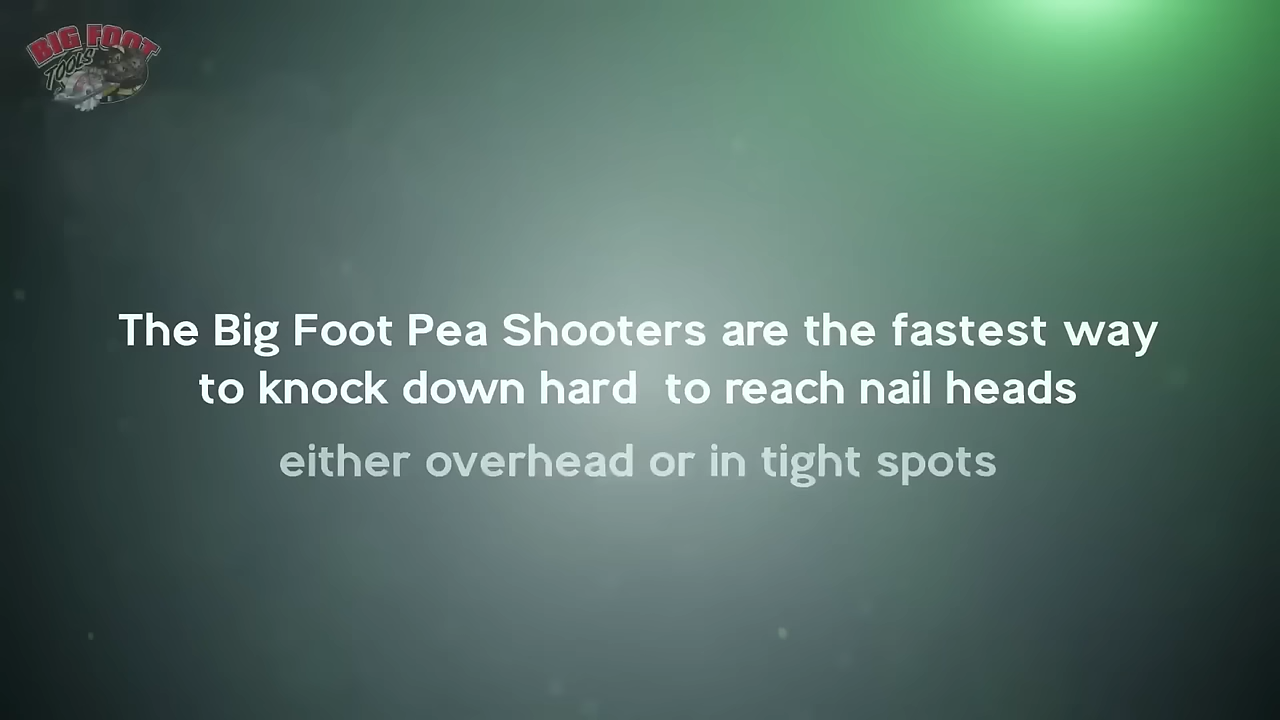 BIG FOOT
TOOLS
The Big Foot Pea Shooters are the fastest way
to knock down hard  to reach nail heads
either overhead or in tight spots